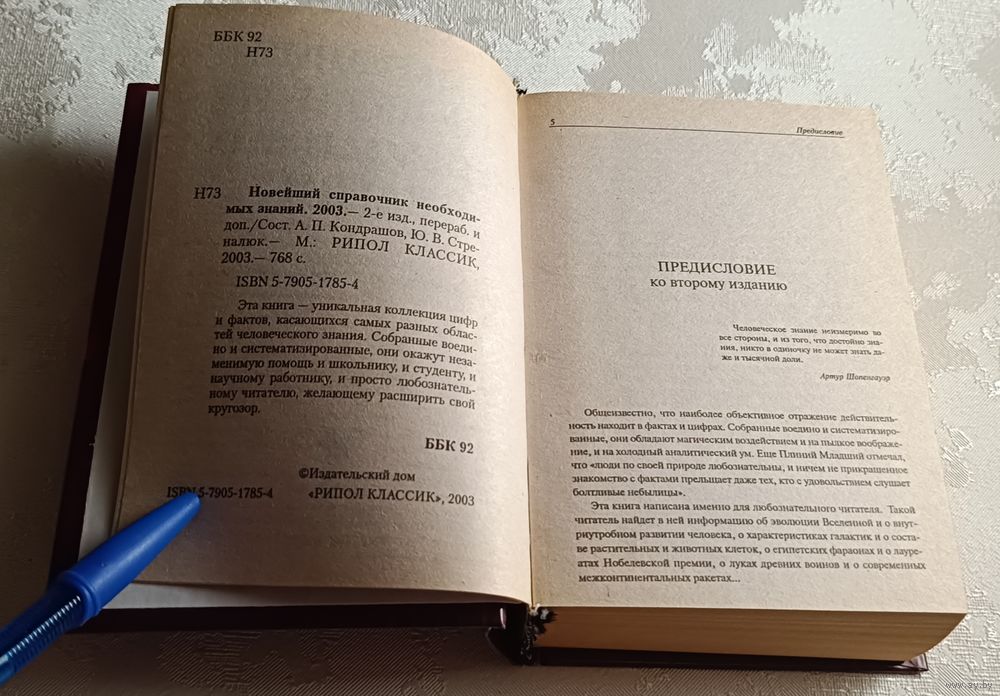 ББК 92
Н73
Н73 Новейший справочник необходи-
мых знаний. 2003.— 2-е изд., перераб. и
доп./Сост. А. П. Кондрашов, Ю. В. Стре-
налюк.— М.: РИПОЛ КЛАССИК,
2003.— 768 с.
ISBN 5-7905-1785-4
Эта книга — уникальная коллекция цифр
и фактов, касающихся самых разных облас-
тей человеческого знания. Собранные воеди-
но и систематизированные, они окажут неза-
менимую помощь и школьнику, и студенту, и
научному работнику, и просто любознатель-
ному читателю, желающему расширить свой
кругозор.
ББК 92
©Издательский дом
ISBN 5-7905-1785-4 «РИПОЛ КЛАССИК», 2003
5 Предисловие
ПРЕДИСЛОВИЕ
ко второму изданию
Человеческое знание неизмеримо во
все стороны, и из того, что достойно зна-
ния, никто в одиночку не может знать да-
же и тысячной доли.
Артур Шопенгауэр
Общеизвестно, что наиболее объективное отражение действитель-
ность находит в фактах и цифрах. Собранные воедино и систематизиро-
ванные, они обладают магическим воздействием и на пылкое воображе-
ние, и на холодный аналитический ум. Еще Плиний Младший отмечал,
что «люди по своей природе любознательны, и ничем не прикрашенное
знакомство с фактами прельщает даже тех, кто с удовольствием слушает
болтливые небылицы».
Эта книга написана именно для любознательного читателя. Такой
читатель найдет в ней информацию об эволюции Вселенной и о внут-
риутробном развитии человека, о характеристиках галактик и о соста-
ве растительных и животных клеток, о египетских фараонах и о лауре-
атах Нобелевской премии, о луках древних воинов и о современных
межконтинентальных ракетах...
www.ay.by